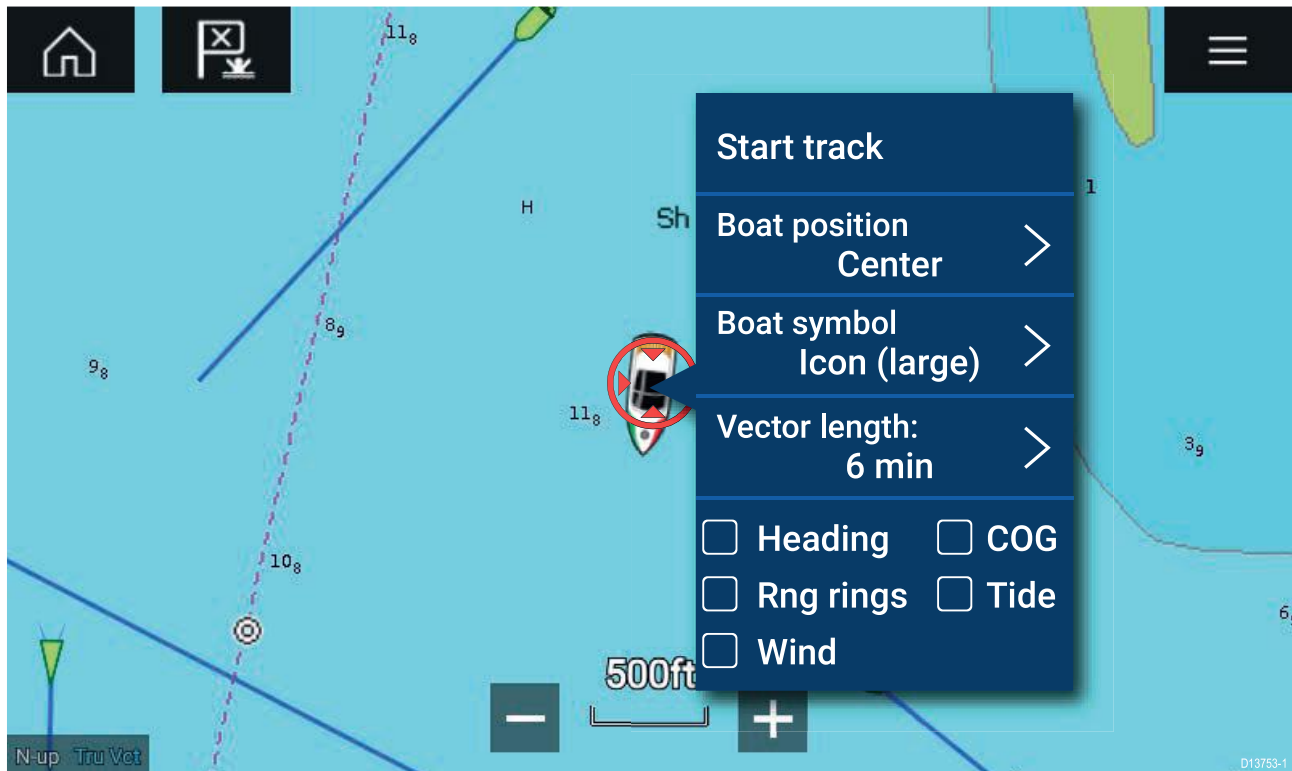 11₈
Start track
1
Boat position
Center
H
Sh
Boat symbol
Icon (large)
8₉
9₈
11₈
Vector length:
6 min
3₉
Heading
COG
10₈
Rng rings
Tide
6
Wind
500ft
N-up Tru Vct
D13753-1